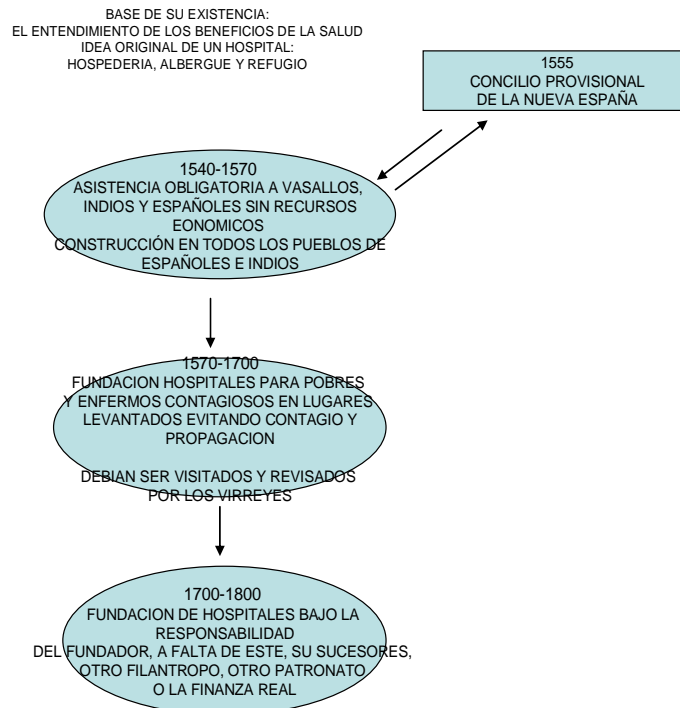 BASE DE SU EXISTENCIA:
EL ENTENDIMIENTO DE LOS BENEFICIOS DE LA SALUD
IDEA ORIGINAL DE UN HOSPITAL:
HOSPEDERIA, ALBERGUE Y REFUGIO
1555
CONCILIO PROVISIONAL
DE LA NUEVA ESPAÑA
1540-1570
ASISTENCIA OBLIGATORIA A VASALLOS,
INDIOS Y ESPAÑOLES SIN RECURSOS
EONOMICOS
CONSTRUCCIÓN EN TODOS LOS PUEBLOS DE
ESPAÑOLES E INDIOS
1570-1700
FUNDACION HOSPITALES PARA POBRES
Y ENFERMOS CONTAGIOSOS EN LUGARES
LEVANTADOS EVITANDO CONTAGIO Y
PROPAGACION
DEBIAN SER VISITADOS Y REVISADOS
POR LOS VIRREYES
1700-1800
FUNDACION DE HOSPITALES BAJO LA
RESPONSABILIDAD
DEL FUNDADOR, A FALTA DE ESTE, SU SUCESORES,
OTRO FILANTROPO, OTRO PATRONATO
O LA FINANZA REAL